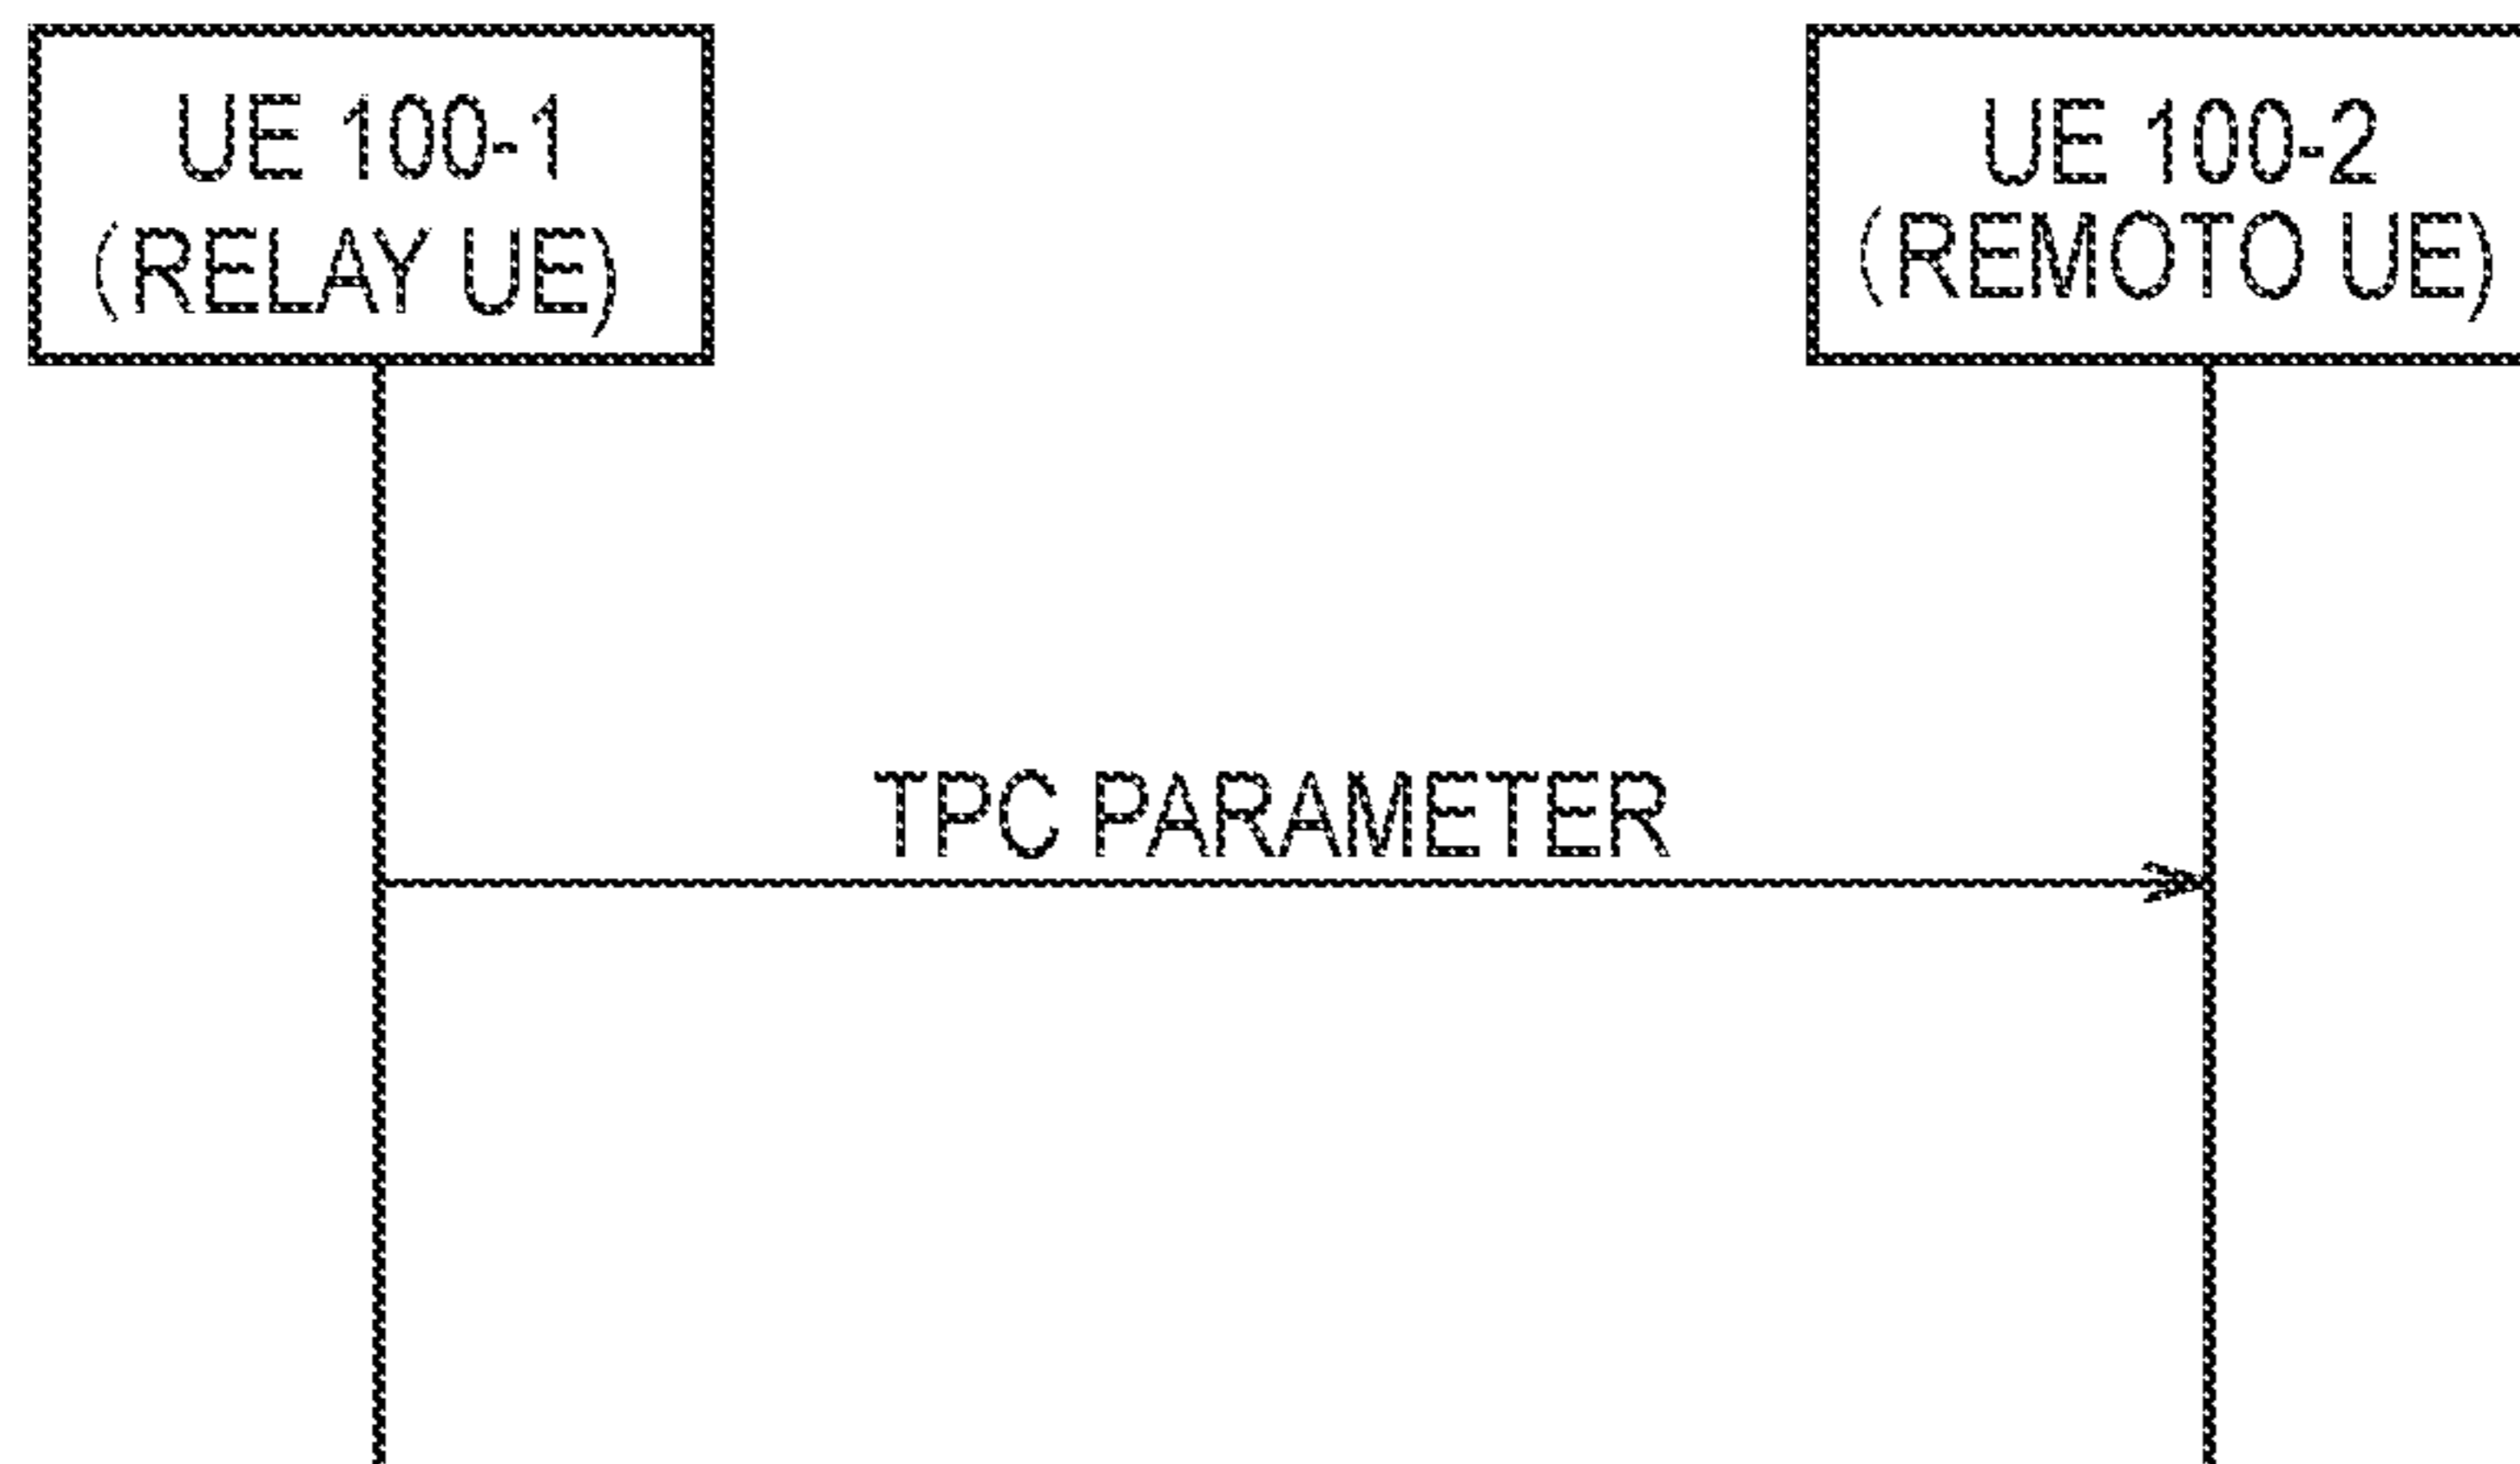 UE 100-1
(RELAY UE)
UE 100-2
(REMOTO UE)
TPC PARAMETER